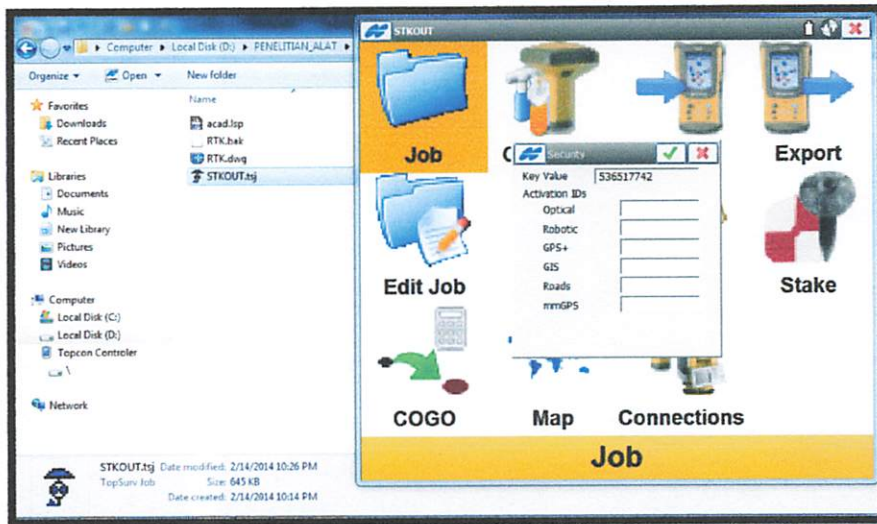 Computer ▸ Local Disk (D:) ▸ PENELITIAN_ALAT ▸
Organize
Open
New folder
Favorites
Downloads
Recent Places
Libraries
Documents
Music
New Library
Pictures
Videos
Computer
Local Disk (C:)
Local Disk (D:)
Topcon Controler
\
Network
Name
acad.lsp
RTK.bak
RTK.dwg
STKOUT.tsj
STKOUT.tsj Date modified: 2/14/2014 10:26 PM
TopSurv Job Size: 645 KB
Date created: 2/14/2014 10:14 PM
STKOUT
Job
Export
Edit Job
Stake
COGO
Map
Connections
Job
Security
Key Value 536517742
Activation IDs
Optical
Robotic
GPS+
GIS
Roads
mmGPS